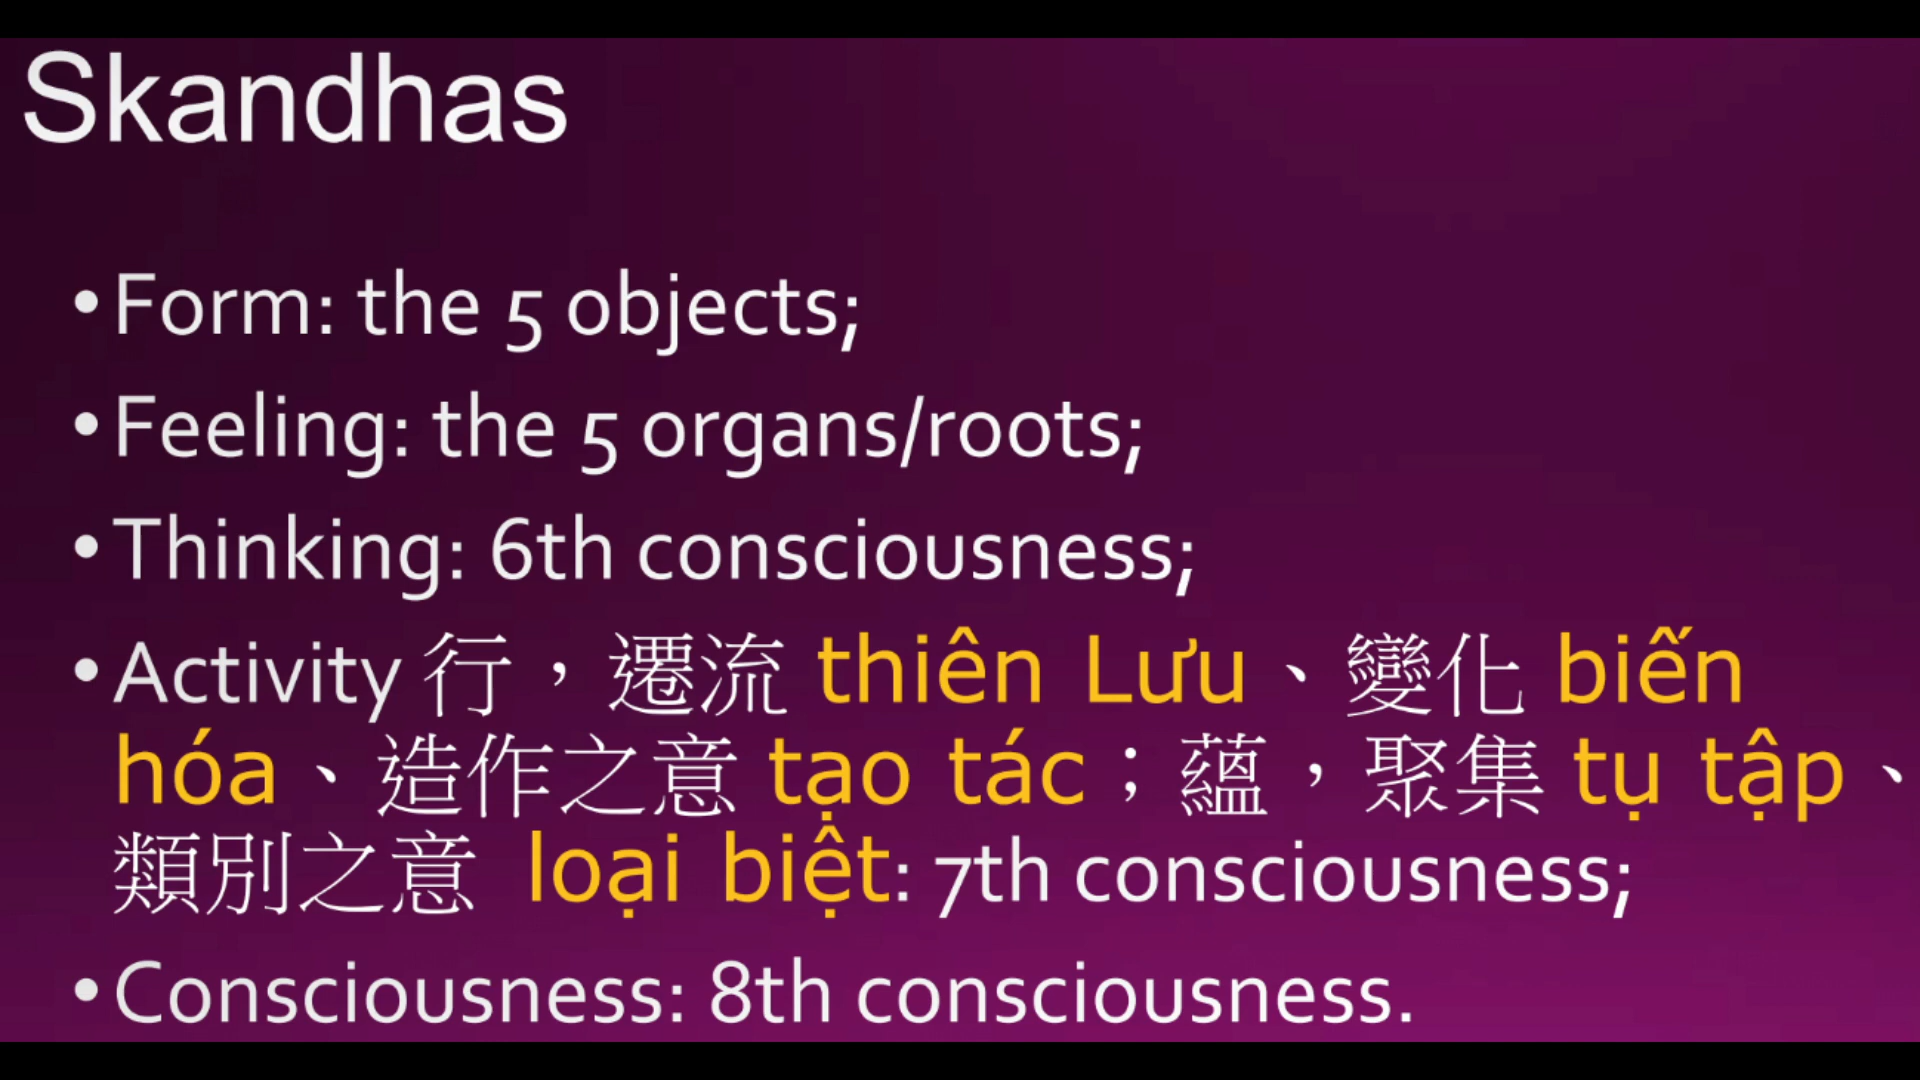 Skandhas
•Form: the 5 objects;
•Feeling: the 5 organs/roots;
•Thinking: 6th consciousness;
•Activity 行，遷流 thiên Lưu、變化 biến
hóa、造作之意 tạo tác；蘊，聚集 tụ tập、
類別之意 loại biệt: 7th consciousness;
•Consciousness: 8th consciousness.